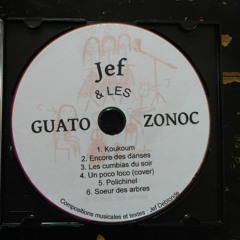 Jef
& LES
GUATO ZONOC
1. Koukoum
2. Encore des danses
3. Les cumbias du soir
4. Un poco loco (cover)
5. Polichinel
6. Soeur des arbres
Compositions musicales et textes : Jef